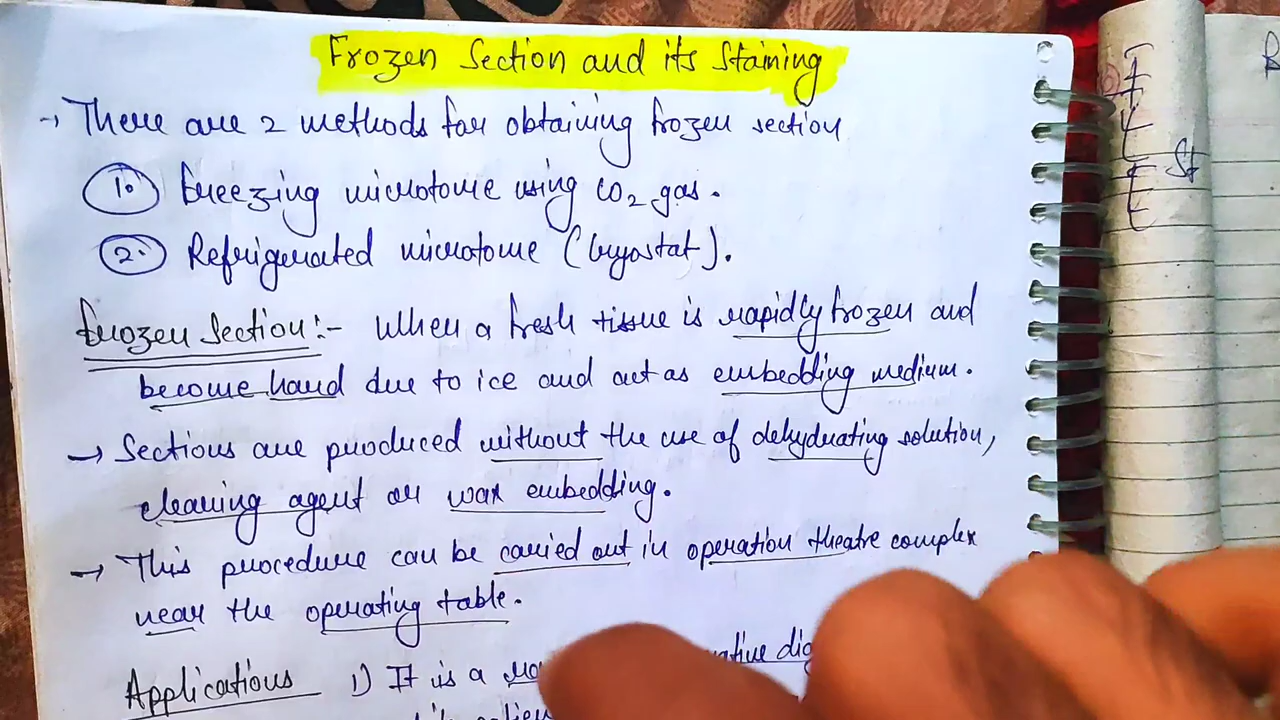 Frozen Section and its Staining
→ There are 2 methods for obtaining frozen section
1. Freezing microtome using CO2 gas.
2. Refrigerated microtome (Cryostat).
Frozen Section:- When a fresh tissue is rapidly frozen and
become hard due to ice and act as embedding medium.
→ Sections are produced without the use of dehydrating solution,
clearing agent or wax embedding.
→ This procedure can be carried out in operation theatre complex
near the operating table.
Applications 1) It is a
St